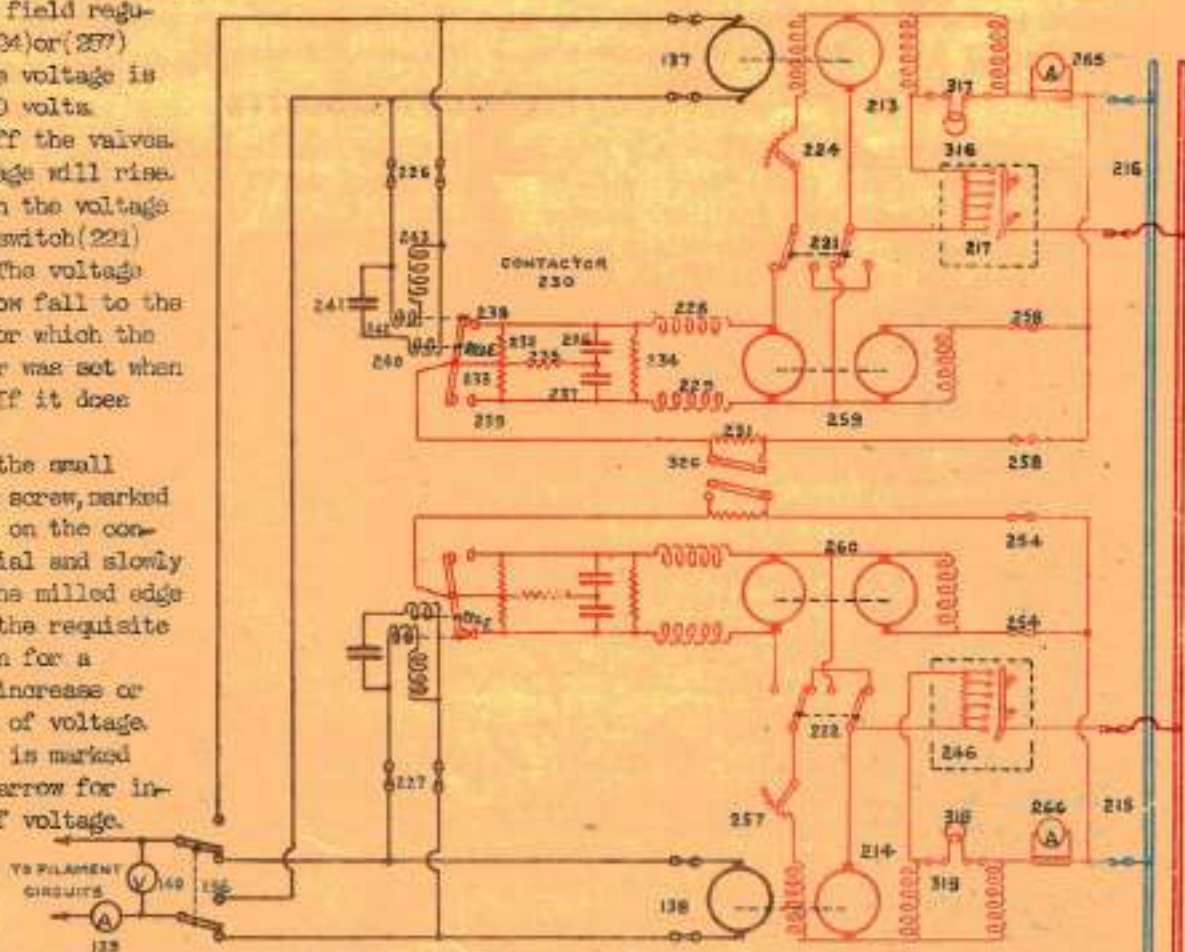 field regu-
04)or(257)
voltage is
0 volts.
ff the valves.
age will rise.
n the voltage
switch(221)
The voltage
ow fall to the
or which the
r was set when
ff it does
the small
screw,marked
on the con-
ial and slowly
he milled edge
the requisite
n for a
increase or
of voltage.
is marked
arrow for in-
f voltage.
137
213
317
265
224
316
216
226
217
221
243
CONTACTOR
230
241
242
238
228
258
240
232
235
236
234
233
237
229
239
259
231
326
258
254
260
254
222
246
227
257
318
266
215
214
319
TO FILAMENT
CIRCUITS
V
140
136
A
139
138
A
A